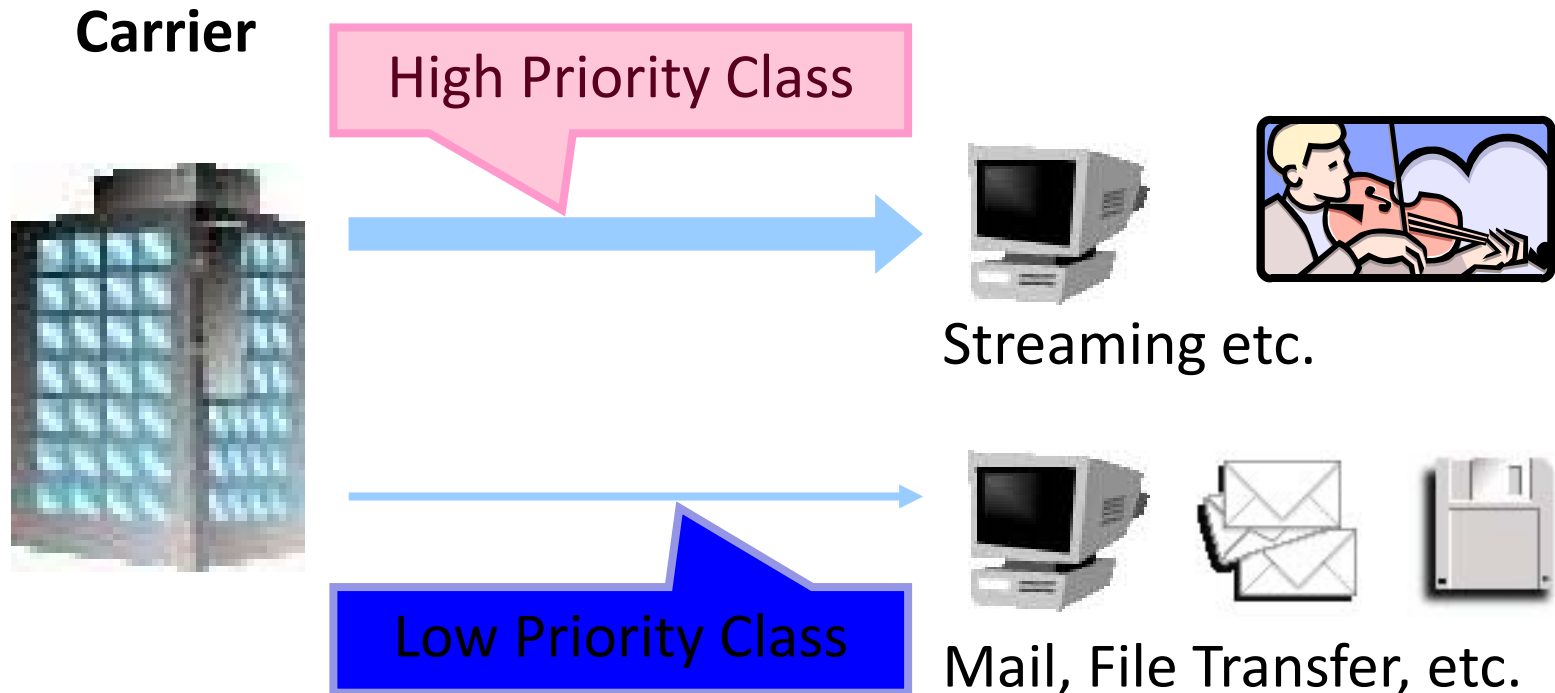 Carrier
High Priority Class
Streaming etc.
Low Priority Class
Mail, File Transfer, etc.